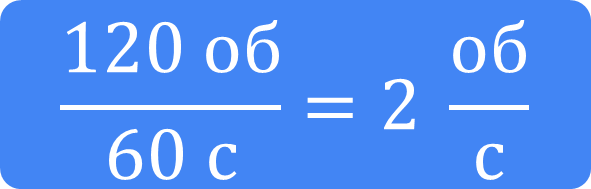 120 об / 60 с = 2 об / с